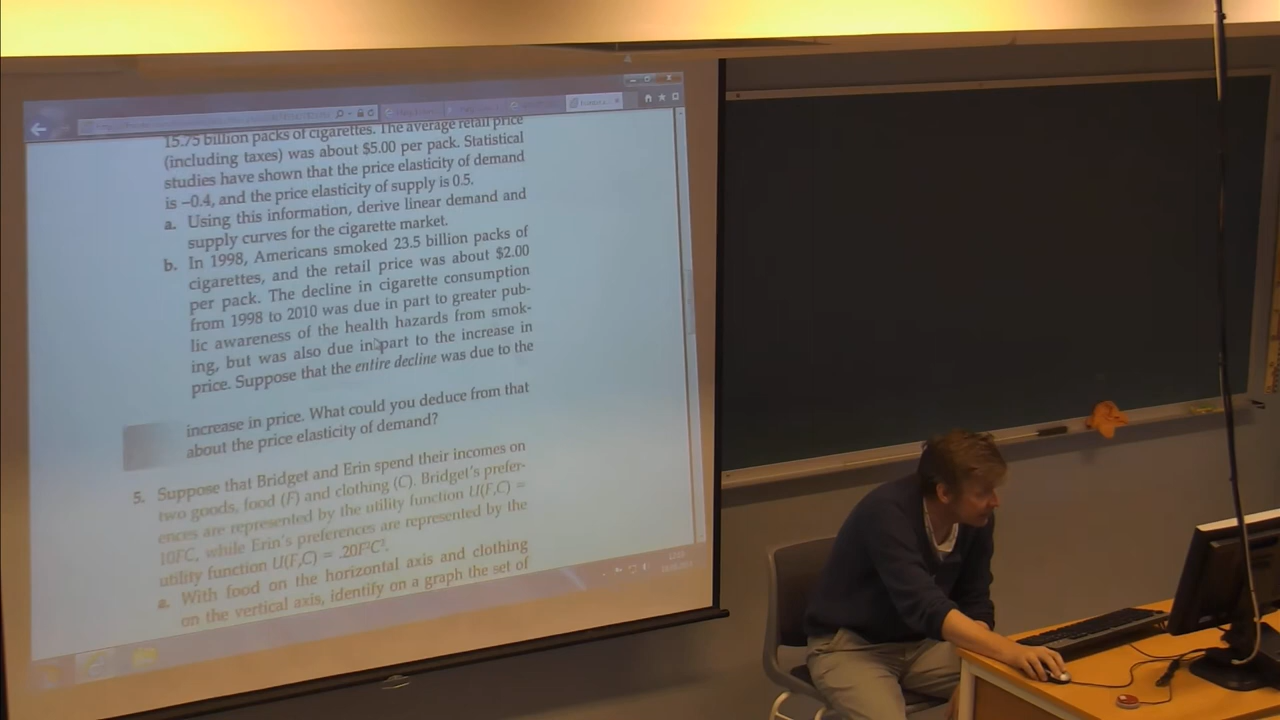 15.75 billion packs of cigarettes. The average retail price
(including taxes) was about $5.00 per pack. Statistical
studies have shown that the price elasticity of demand
is –0.4, and the price elasticity of supply is 0.5.
a. Using this information, derive linear demand and
supply curves for the cigarette market.
b. In 1998, Americans smoked 23.5 billion packs of
cigarettes, and the retail price was about $2.00
per pack. The decline in cigarette consumption
from 1998 to 2010 was due in part to greater pub-
lic awareness of the health hazards from smok-
ing, but was also due in part to the increase in
price. Suppose that the entire decline was due to the
increase in price. What could you deduce from that
about the price elasticity of demand?
5. Suppose that Bridget and Erin spend their incomes on
two goods, food (F) and clothing (C). Bridget's prefer-
ences are represented by the utility function U(F,C) =
10FC, while Erin's preferences are represented by the
utility function U(F,C) = .20F²C².
a. With food on the horizontal axis and clothing
on the vertical axis, identify on a graph the set of